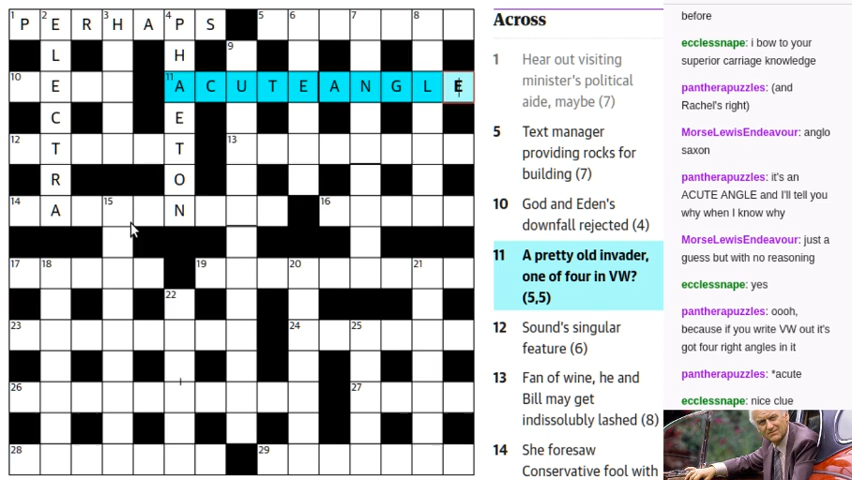 1 P 2 E R 3 H A 4 P S 5 6 7 8
L H 9
10 E 11 A C U T E A N G L E
C E
12 T T 13
R O
14 A 15 N 16
17 18 19 20 21
22
23 24 25
26 27
28 29
Across
1 Hear out visiting
minister's political
aide, maybe (7)
5 Text manager
providing rocks for
building (7)
10 God and Eden's
downfall rejected (4)
11 A pretty old invader,
one of four in VW?
(5,5)
12 Sound's singular
feature (6)
13 Fan of wine, he and
Bill may get
indissolubly lashed (8)
14 She foresaw
Conservative fool with
before
ecclessnape: i bow to your
superior carriage knowledge
pantherapuzzles: (and
Rachel's right)
MorseLewisEndeavour: anglo
saxon
pantherapuzzles: it's an
ACUTE ANGLE and I'll tell you
why when I know why
MorseLewisEndeavour: just a
guess but with no reasoning
ecclessnape: yes
pantherapuzzles: oooh,
because if you write VW out it's
got four right angles in it
pantherapuzzles: *acute
ecclessnape: nice clue